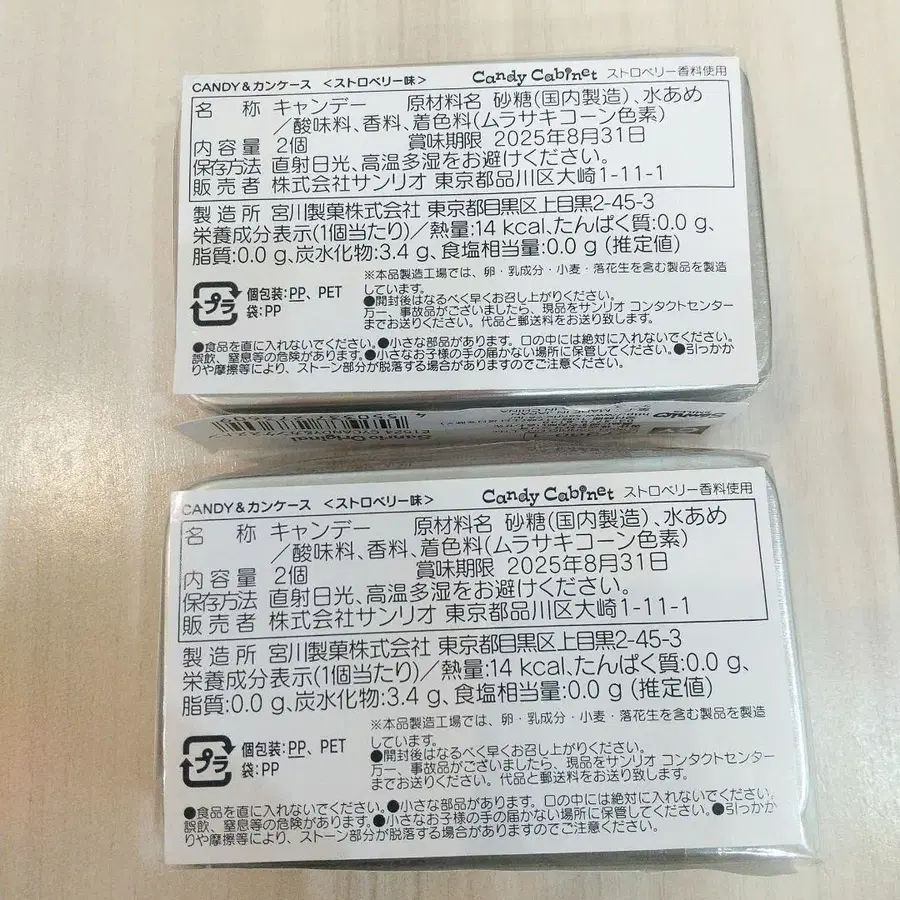 CANDY&カンケース <ストロベリー味> Candy Cabinet ストロベリー香料使用
名 称 キャンデー 原材料名 砂糖(国内製造)、水あめ
/酸味料、香料、着色料(ムラサキコーン色素)
内容量 2個 賞味期限 2025年8月31日
保存方法 直射日光、高温多湿をお避けください。
販売者 株式会社サンリオ 東京都品川区大崎1-11-1
製造所 宮川製菓株式会社 東京都目黒区上目黒2-45-3
栄養成分表示(1個当たり)/熱量:14 kcal、たんぱく質:0.0 g、
脂質:0.0 g、炭水化物:3.4 g、食塩相当量:0.0 g (推定値)
※本品製造工場では、卵・乳成分・小麦・落花生を含む製品を製造
しています。
プラ 個包装:PP、PET
袋:PP
●開封後はなるべく早くお召し上がりください。
万一、事故品がございましたら、現品をサンリオ コンタクトセンター
までお送りください。代品と郵送料をお送り致します。
●食品を直に入れないでください。●小さな部品があります。口の中には絶対に入れないでください。
誤飲、窒息等の危険があります。●小さなお子様の手の届かない場所に保管してください。●引っかか
りや摩擦等により、ストーン部分が脱落する場合がありますのでご注意ください。
Sanrio Original
Sanrio
CANDY&カンケース <ストロベリー味> Candy Cabinet ストロベリー香料使用
名 称 キャンデー 原材料名 砂糖(国内製造)、水あめ
/酸味料、香料、着色料(ムラサキコーン色素)
内容量 2個 賞味期限 2025年8月31日
保存方法 直射日光、高温多湿をお避けください。
販売者 株式会社サンリオ 東京都品川区大崎1-11-1
製造所 宮川製菓株式会社 東京都目黒区上目黒2-45-3
栄養成分表示(1個当たり)/熱量:14 kcal、たんぱく質:0.0 g、
脂質:0.0 g、炭水化物:3.4 g、食塩相当量:0.0 g (推定値)
※本品製造工場では、卵・乳成分・小麦・落花生を含む製品を製造
しています。
プラ 個包装:PP、PET
袋:PP
●開封後はなるべく早くお召し上がりください。
万一、事故品がございましたら、現品をサンリオ コンタクトセンター
までお送りください。代品と郵送料をお送り致します。
●食品を直に入れないでください。●小さな部品があります。口の中には絶対に入れないでください。
誤飲、窒息等の危険があります。●小さなお子様の手の届かない場所に保管してください。●引っかか
りや摩擦等により、ストーン部分が脱落する場合がありますのでご注意ください。